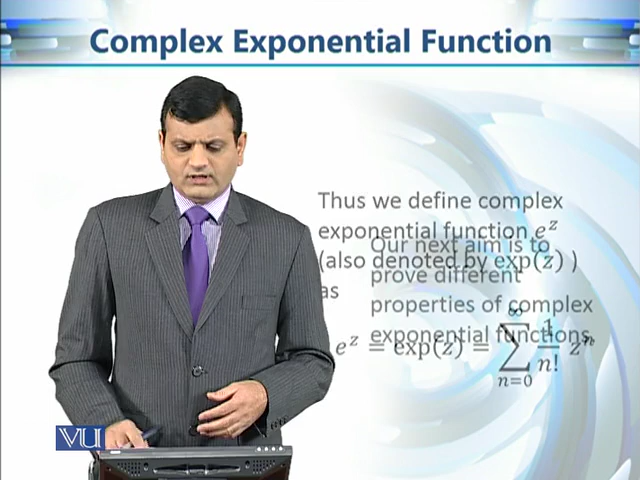 Complex Exponential Function
Thus we define complex
exponential function e^z
(also denoted by exp(z) )
as
e^z = exp(z) = ∑_{n=0}^{∞} 1/n! z^n
Our next aim is to
prove different
properties of complex
exponential functions.
VU